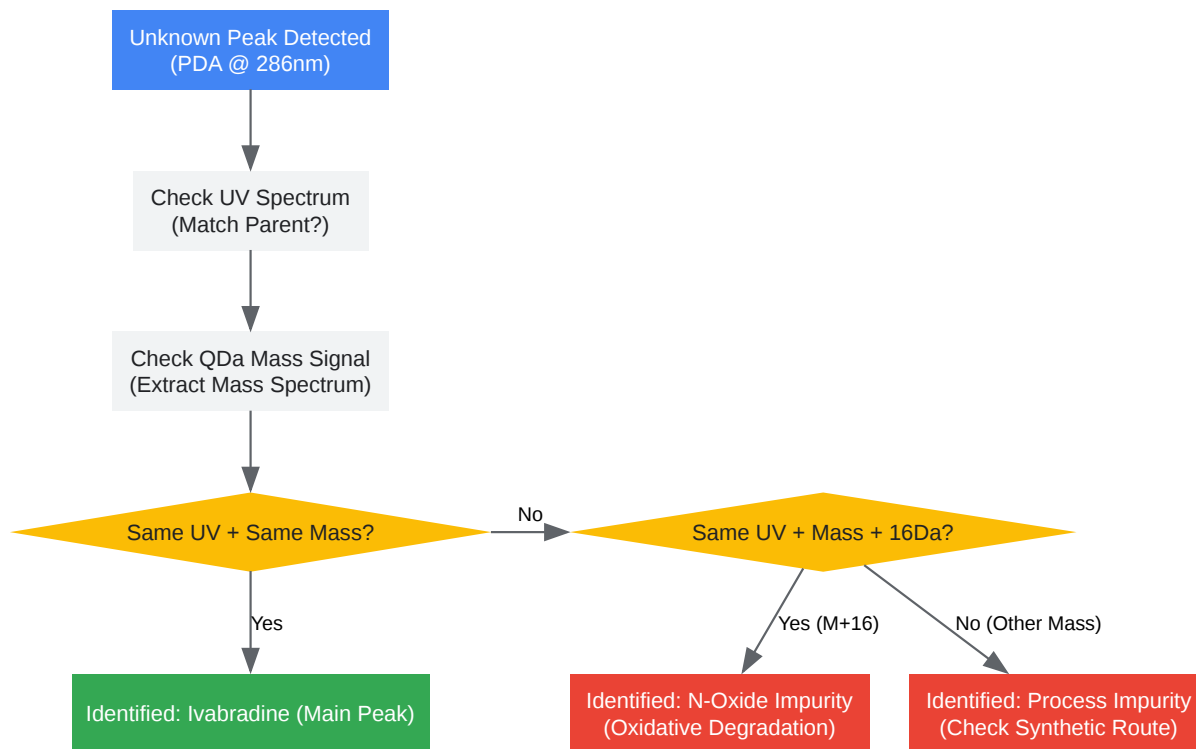 Unknown Peak Detected
(PDA @ 286nm)
Check UV Spectrum
(Match Parent?)
Check QDa Mass Signal
(Extract Mass Spectrum)
Same UV + Same Mass?
No
Same UV + Mass + 16Da?
Yes
Yes (M+16)
No (Other Mass)
Identified: Ivabradine (Main Peak)
Identified: N-Oxide Impurity
(Oxidative Degradation)
Identified: Process Impurity
(Check Synthetic Route)